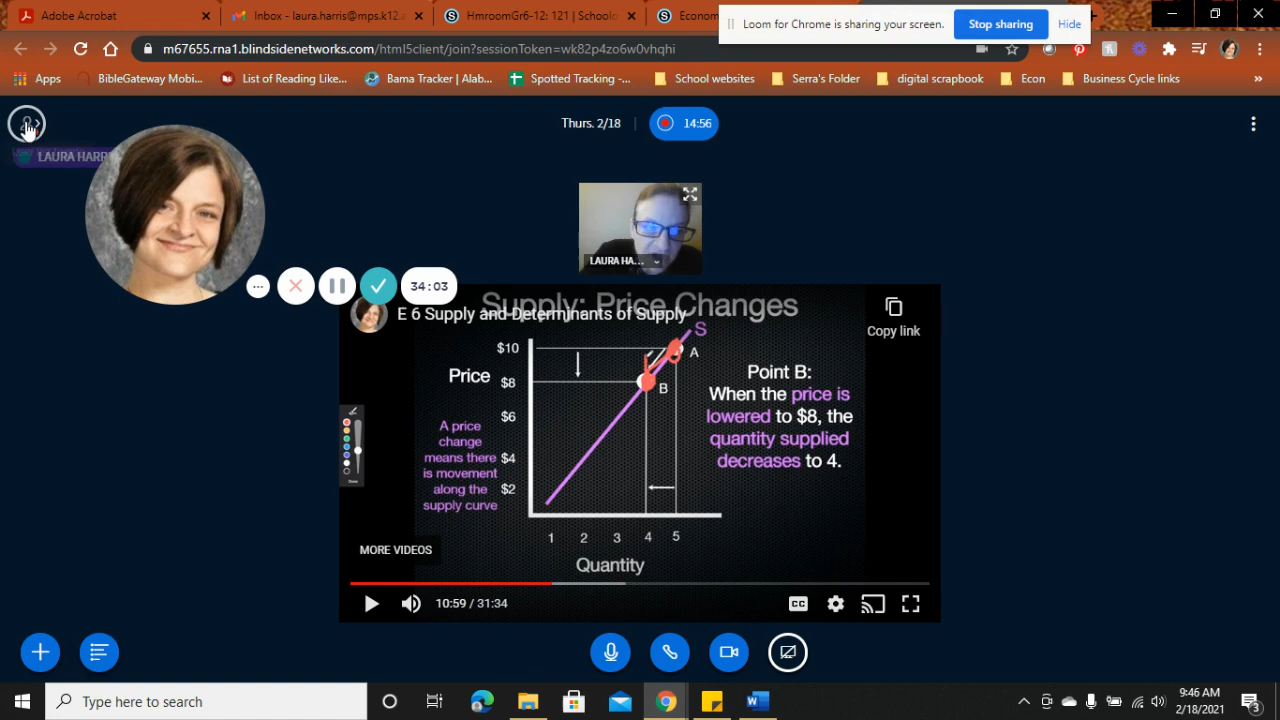 Adobe Acrobat
Inbox - laura.harris@mps.k12.a
HmroomGr6-12: 121 | Schoolo
Econom
Loom for Chrome is sharing your screen.
Stop sharing
Hide
m67655.rna1.blindsidenetworks.com/html5client/join?sessionToken=wk82p4zo6w0vhqhi
Apps
BibleGateway Mobi...
List of Reading Like...
Bama Tracker | Alab...
Spotted Tracking -...
School websites
Serra's Folder
digital scrapbook
Econ
Business Cycle links
»
Thurs. 2/18
14:56
LAURA HARR
LAURA HA...
34:03
Supply: Price Changes
E 6 Supply and Determinants of Supply
Copy link
S
$10
A
Price
$8
B
$6
$4
$2
A price
change
means there
is movement
along the
supply curve
Point B:
When the price is
lowered to $8, the
quantity supplied
decreases to 4.
1 2 3 4 5
Quantity
MORE VIDEOS
10:59 / 31:34
CC
Type here to search
9:46 AM
2/18/2021
3